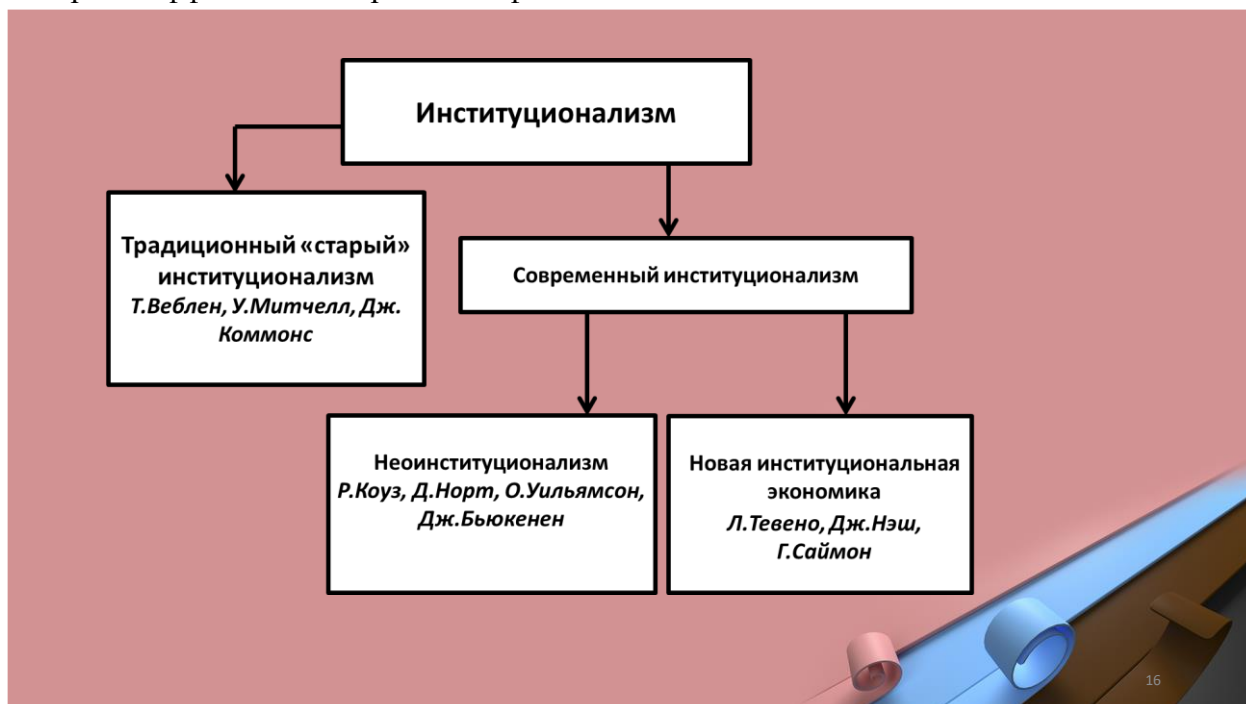 Институционализм
Традиционный «старый»
институционализм
Т.Веблен, У.Митчелл, Дж.
Коммонс
Современный институционализм
Неоинституционализм
Р.Коуз, Д.Норт, О.Уильямсон,
Дж.Бьюкенен
Новая институциональная
экономика
Л.Тевено, Дж.Нэш,
Г.Саймон
16